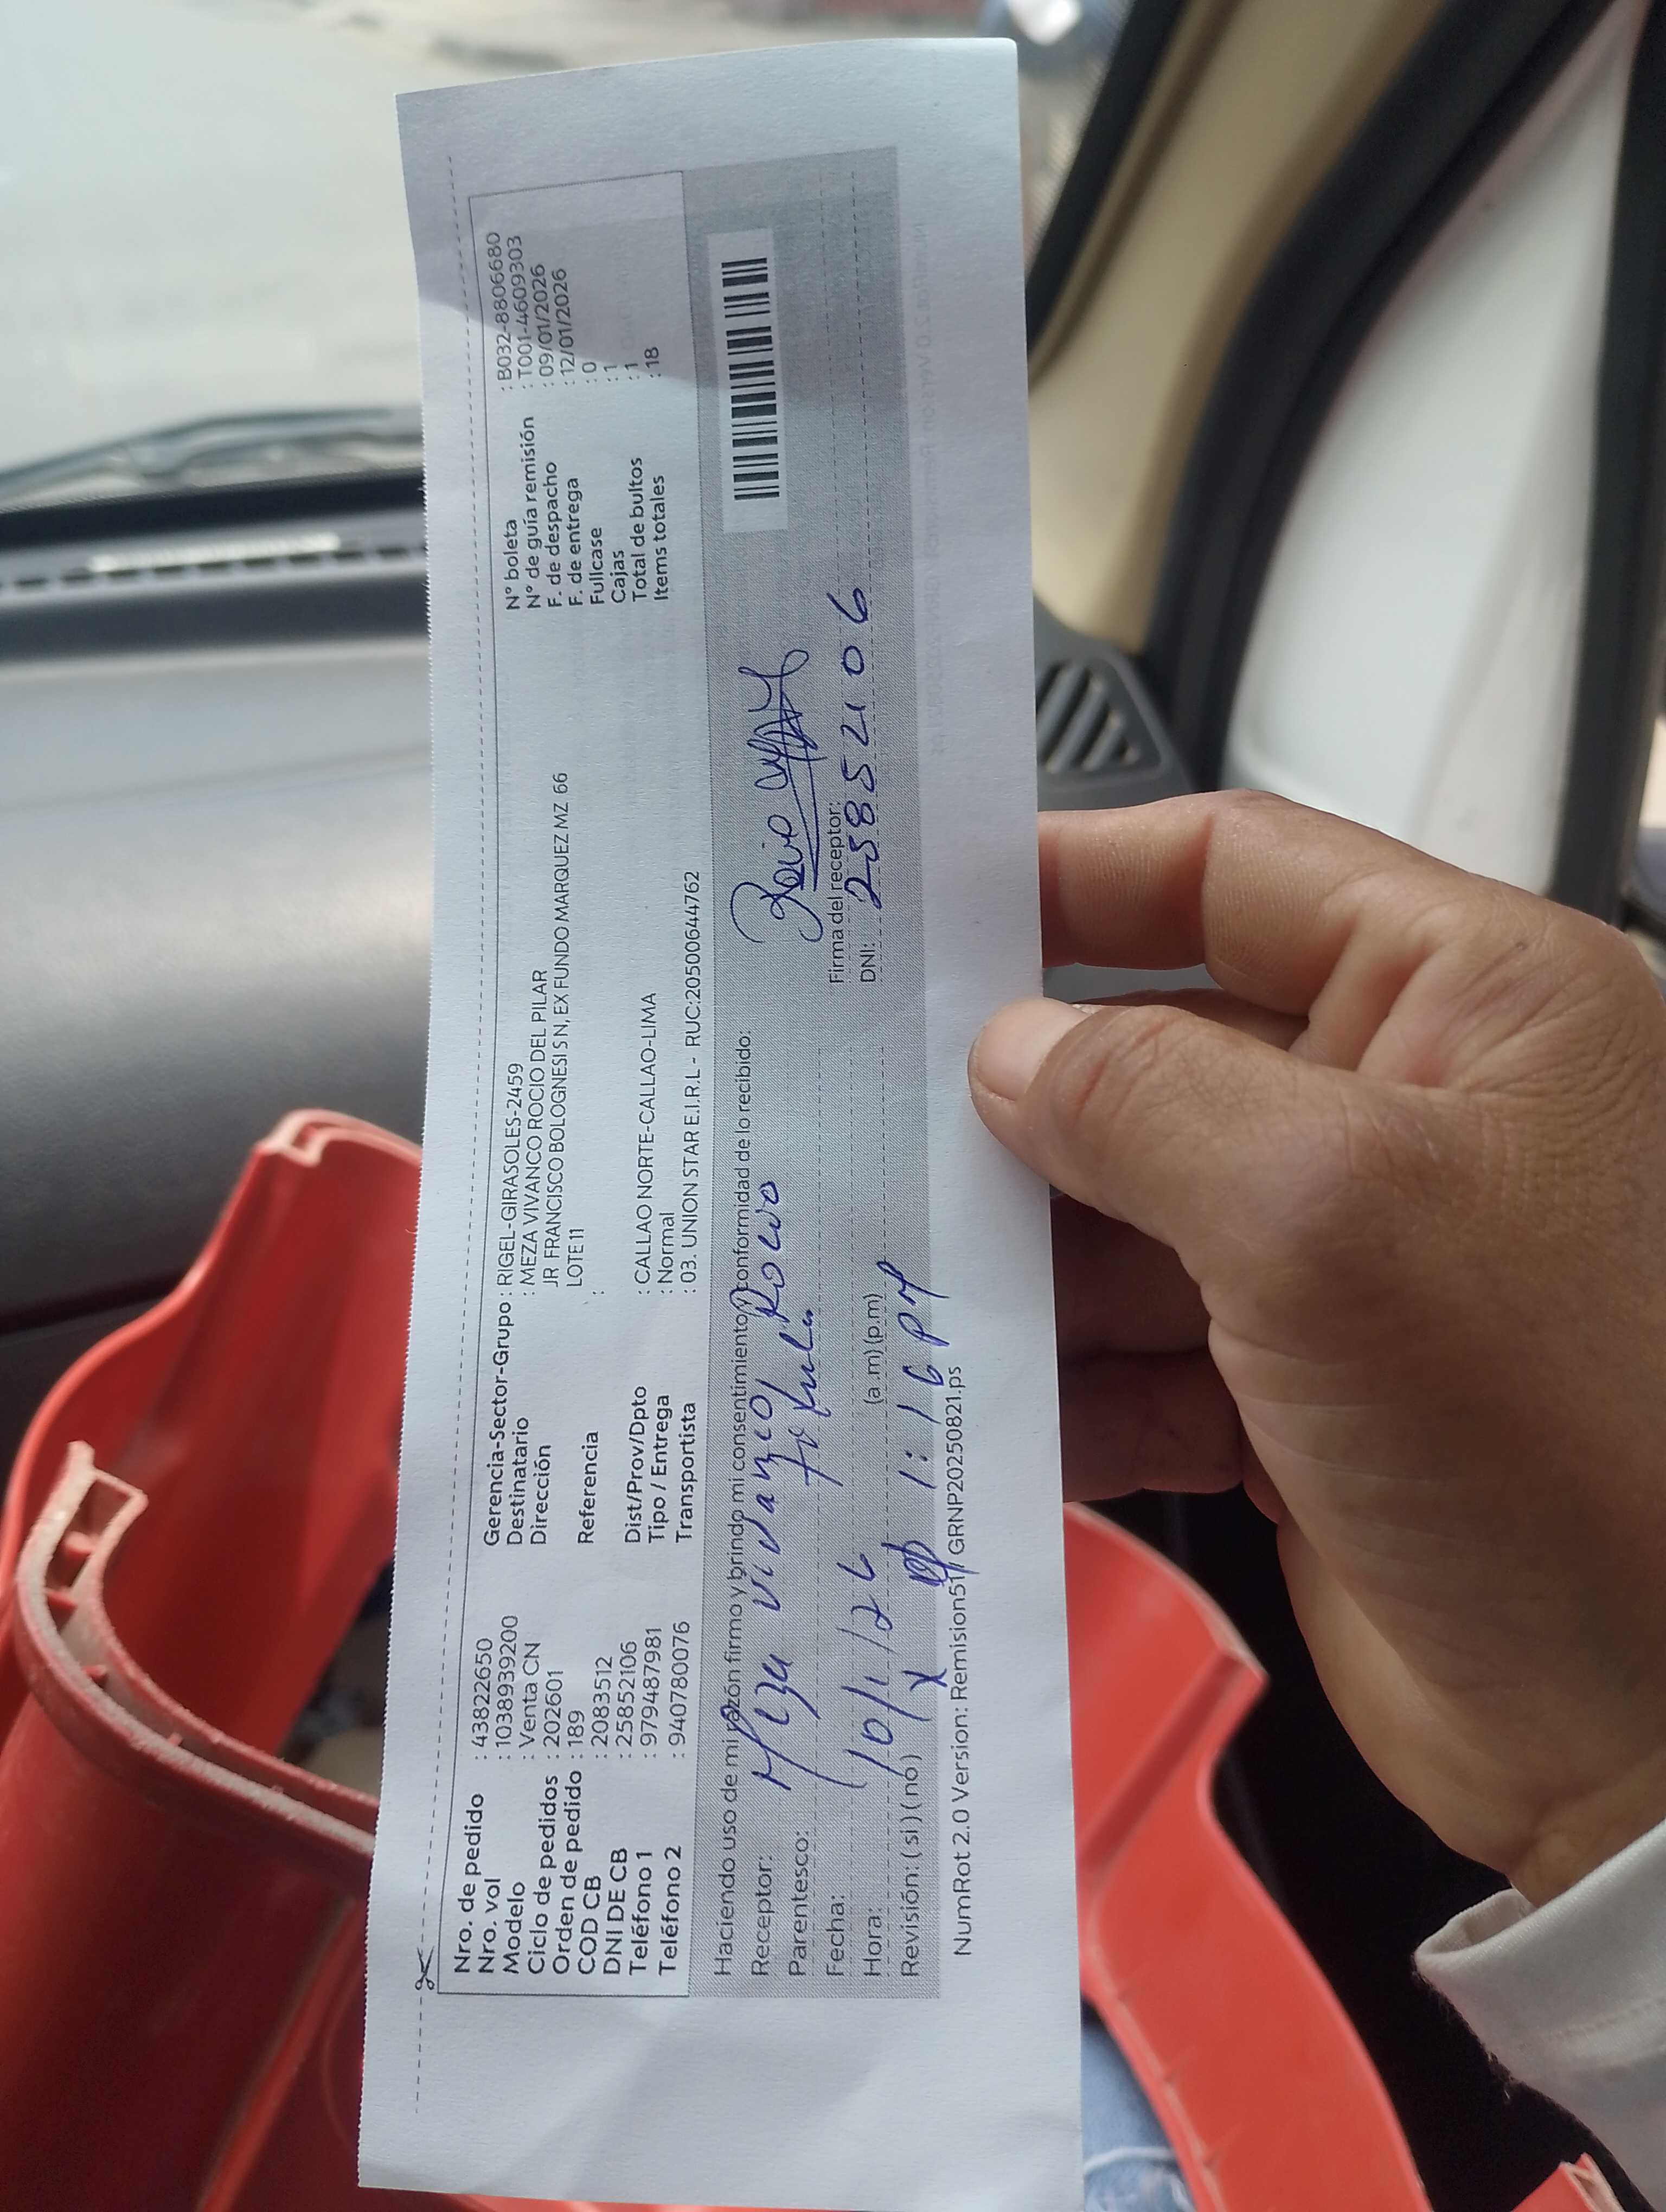 Nro. de pedido : 43822650
Nro. vol : 1038939200
Modelo : Venta CN
Ciclo de pedidos : 202601
Orden de pedido : 189
COD CB : 2083512
DNI DE CB : 25852106
Teléfono 1 : 979487981
Teléfono 2 : 940780076
Gerencia-Sector-Grupo : RIGEL-GIRASOLES-2459
Destinatario : MEZA VIVANCO ROCIO DEL PILAR
Dirección JR FRANCISCO BOLOGNESI S N, EX FUNDO MARQUEZ MZ 66
LOTE 11
Referencia :
Dist/Prov/Dpto : CALLAO NORTE-CALLAO-LIMA
Tipo / Entrega : Normal
Transportista : 03. UNION STAR E.I.R.L - RUC:20500644762
N° boleta : B032-8806680
N° de guía remisión : T001-4609303
F. de despacho : 09/01/2026
F. de entrega : 12/01/2026
Fullcase : 0
Cajas : 1
Total de bultos : 1
Items totales : 18
Haciendo uso de mi razón firmo y brindo mi consentimiento y conformidad de lo recibido:
Receptor: Meza Vivanco Rocio
Parentesco: Titular
Fecha: 10/1/26
Hora: 1:16 PM (a.m) (p.m)
Revisión: ( si ) ( no ) X
Firma del receptor:
DNI: 25852106
NumRot 2.0 Version: Remision51 / GRNP20250821.ps